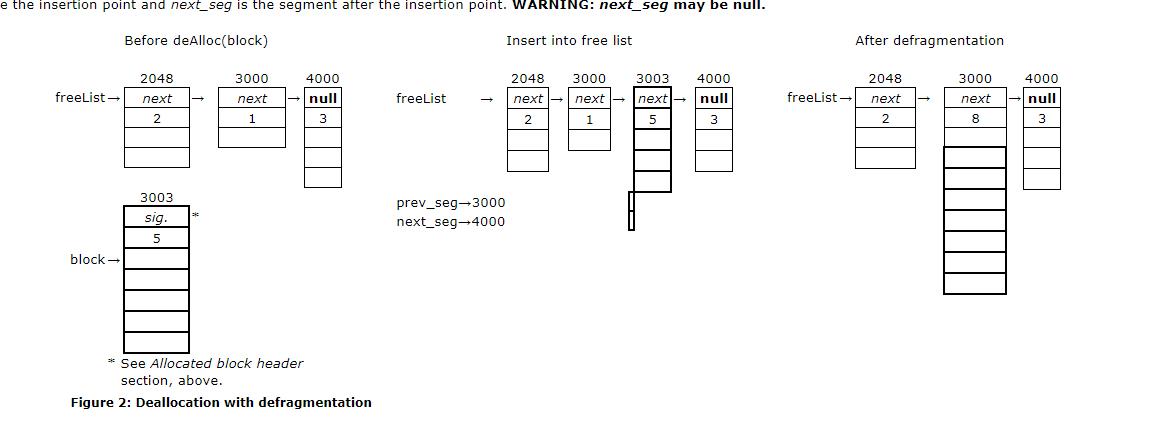 e the insertion point and next_seg is the segment after the insertion point. WARNING: next_seg may be null.
Before deAlloc(block)
2048 3000 4000
freeList→ next → next → null
2 1 3
3003
sig. *
5
block→
* See Allocated block header
section, above.
Insert into free list
2048 3000 3003 4000
freeList → next → next → next → null
2 1 5 3
prev_seg→3000
next_seg→4000
After defragmentation
2048 3000 4000
freeList→ next → next → null
2 8 3
Figure 2: Deallocation with defragmentation